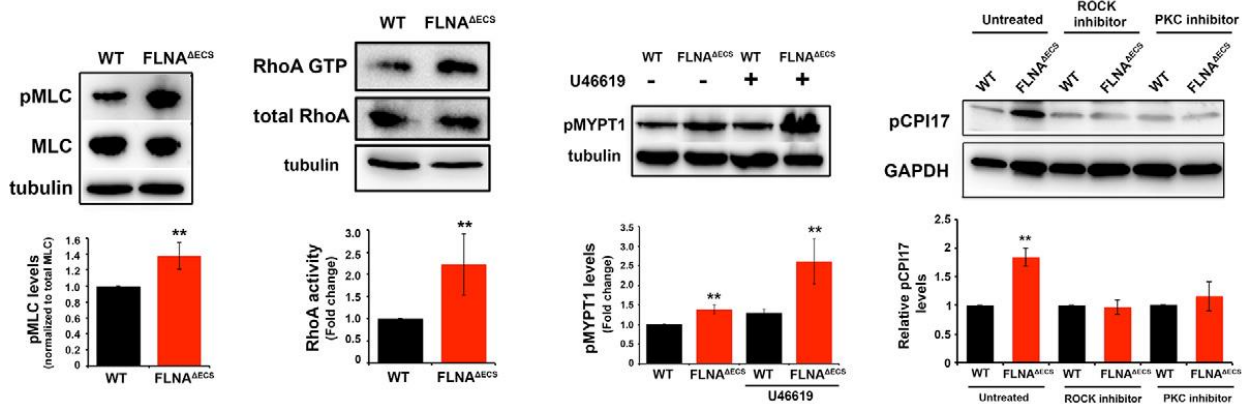 WT FLNAΔECS
pMLC
MLC
tubulin
pMLC levels
(normalized to total MLC)
1.6
1.4
1.2
1.0
0.8
0.6
0.4
0.2
0
**
WT FLNAΔECS
WT FLNAΔECS
RhoA GTP
total RhoA
tubulin
RhoA activity
(Fold change)
3.0
2.5
2.0
1.5
1.0
0.5
0
**
WT FLNAΔECS
WT FLNAΔECS WT FLNAΔECS
U46619 - - + +
pMYPT1
tubulin
pMYPT1 levels
(Fold change)
3.5
3.0
2.5
2.0
1.5
1.0
0.5
0
** **
WT FLNAΔECS WT FLNAΔECS
U46619
Untreated ROCK inhibitor PKC inhibitor
WT FLNAΔECS WT FLNAΔECS WT FLNAΔECS
pCPI17
GAPDH
Relative pCPI17
levels
2.5
2
1.5
1
0.5
0
**
WT FLNAΔECS WT FLNAΔECS WT FLNAΔECS
Untreated ROCK inhibitor PKC inhibitor